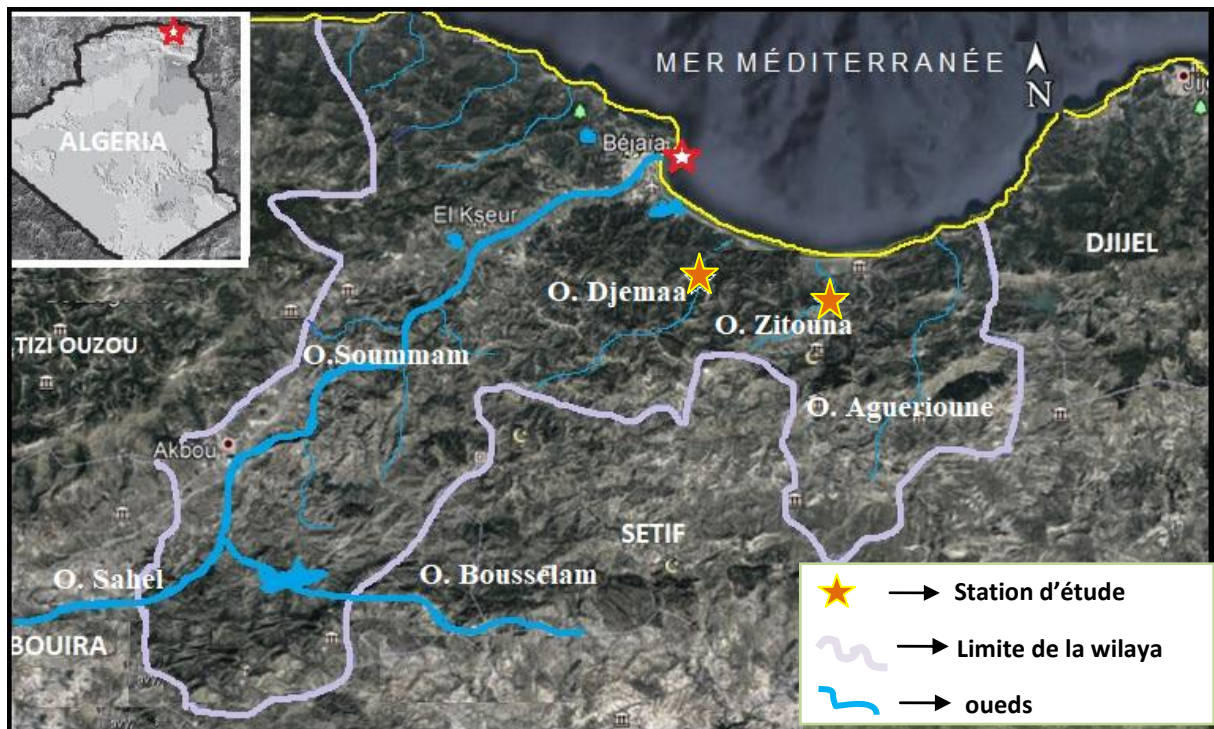 ALGERIA
MER MÉDITERRANÉE
N
Béjaia
El Kseur
DJIJEL
O. Djemaa
O. Zitouna
TIZI OUZOU
O.Soummam
O. Aguerioune
Akbou
SETIF
O. Sahel
O. Bousselam
BOUIRA
Station d'étude
Limite de la wilaya
oueds